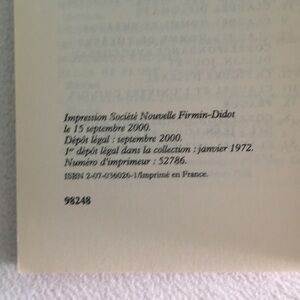 Impression Société Nouvelle Firmin-Didot
le 15 septembre 2000.
Dépôt légal : septembre 2000.
1er dépôt légal dans la collection : janvier 1972.
Numéro d'imprimeur : 52786.
ISBN 2-07-036026-1/Imprimé en France.
98248